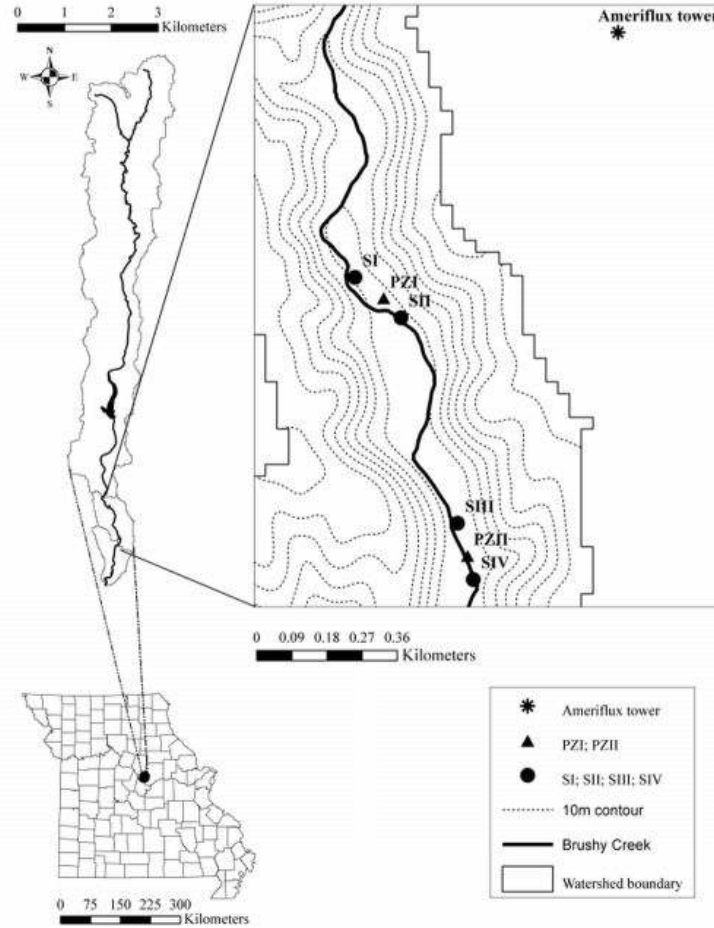 0 1 2 3
Kilometers
N
W E
S
Ameriflux tower
SI
PZI
SII
SIII
PZII
SIV
0 0.09 0.18 0.27 0.36
Kilometers
Ameriflux tower
PZI; PZII
SI; SII; SIII; SIV
10m contour
Brushy Creek
Watershed boundary
0 75 150 225 300
Kilometers